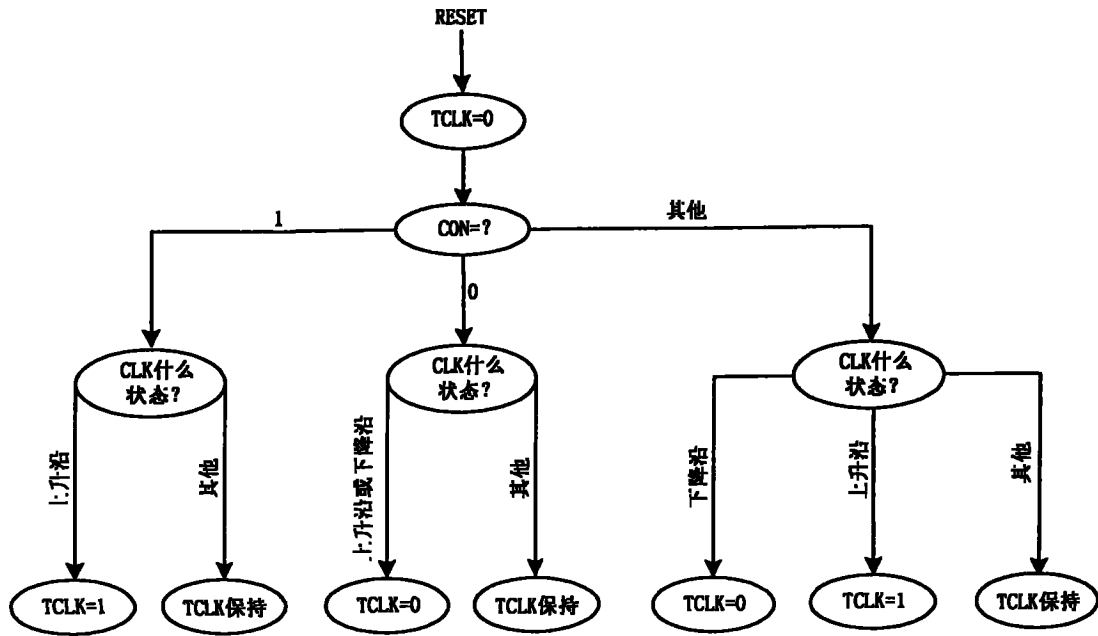 RESET
TCLK=0
CON=?
1
0
其他
CLK什么
状态?
CLK什么
状态?
CLK什么
状态?
上升沿
其他
上升沿或下降沿
其他
下降沿
上升沿
其他
TCLK=1
TCLK保持
TCLK=0
TCLK保持
TCLK=0
TCLK=1
TCLK保持